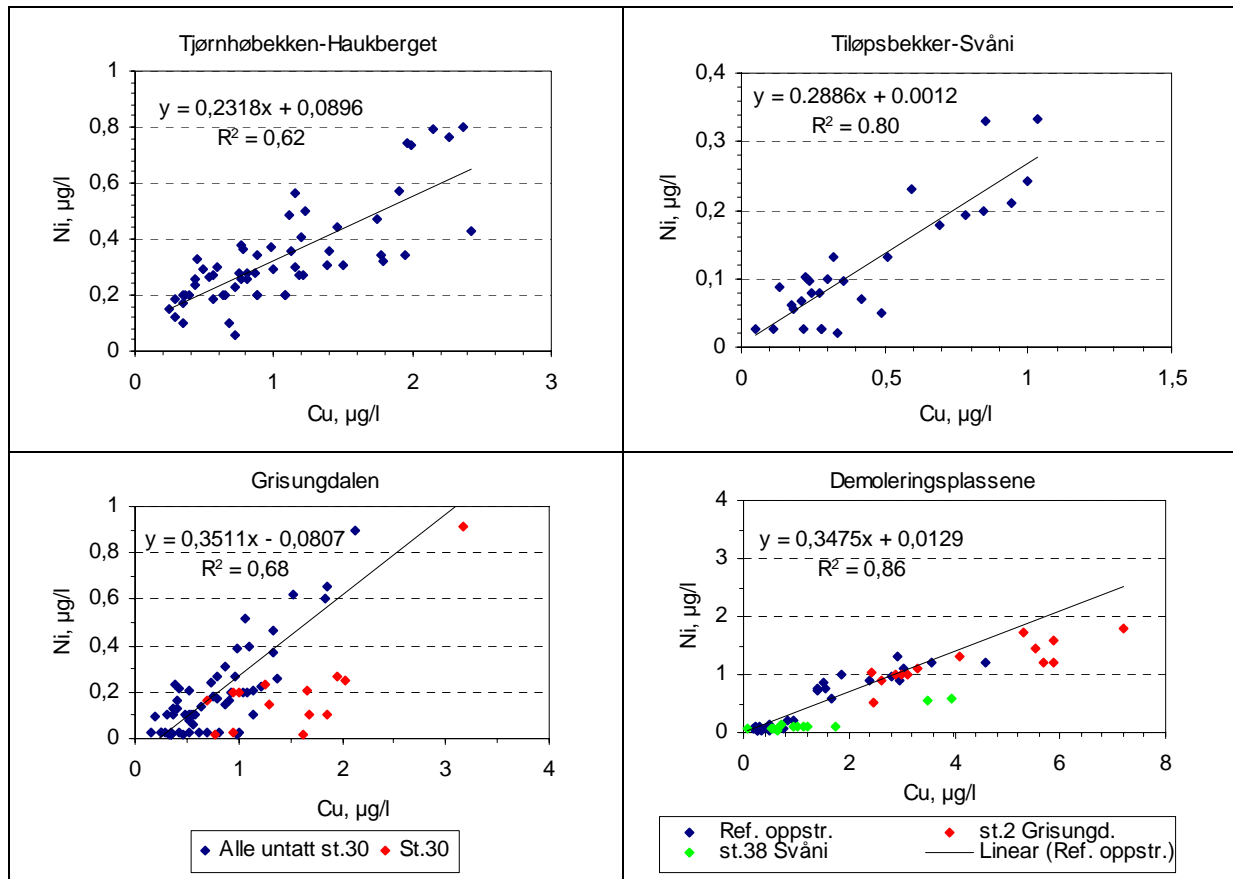 Tjørnhøbekken-Haukberget
y = 0,2318x + 0,0896
R² = 0,62
Ni, µg/l
1
0,8
0,6
0,4
0,2
0
0 1 2 3
Cu, µg/l
Tiløpsbekker-Svåni
y = 0.2886x + 0.0012
R² = 0.80
Ni, µg/l
0,4
0,3
0,2
0,1
0
0 0,5 1 1,5
Cu, µg/l
Grisungdalen
y = 0,3511x - 0,0807
R² = 0,68
Ni, µg/l
1
0,8
0,6
0,4
0,2
0
0 1 2 3 4
Cu, µg/l
Alle untatt st.30 St.30
Demoleringsplassene
y = 0,3475x + 0,0129
R² = 0,86
Ni, µg/l
4
3
2
1
0
0 2 4 6 8
Cu, µg/l
Ref. oppstr. st.2 Grisungd.
st.38 Svåni Linear (Ref. oppstr.)